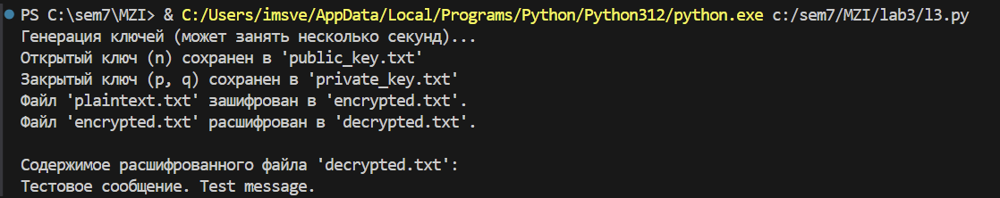 PS C:\sem7\MZI> & C:/Users/imsve/AppData/Local/Programs/Python/Python312/python.exe c:/sem7/MZI/lab3/l3.py
Генерация ключей (может занять несколько секунд)...
Открытый ключ (n) сохранен в 'public_key.txt'
Закрытый ключ (p, q) сохранен в 'private_key.txt'
Файл 'plaintext.txt' зашифрован в 'encrypted.txt'.
Файл 'encrypted.txt' расшифрован в 'decrypted.txt'.
Содержимое расшифрованного файла 'decrypted.txt':
Тестовое сообщение. Test message.